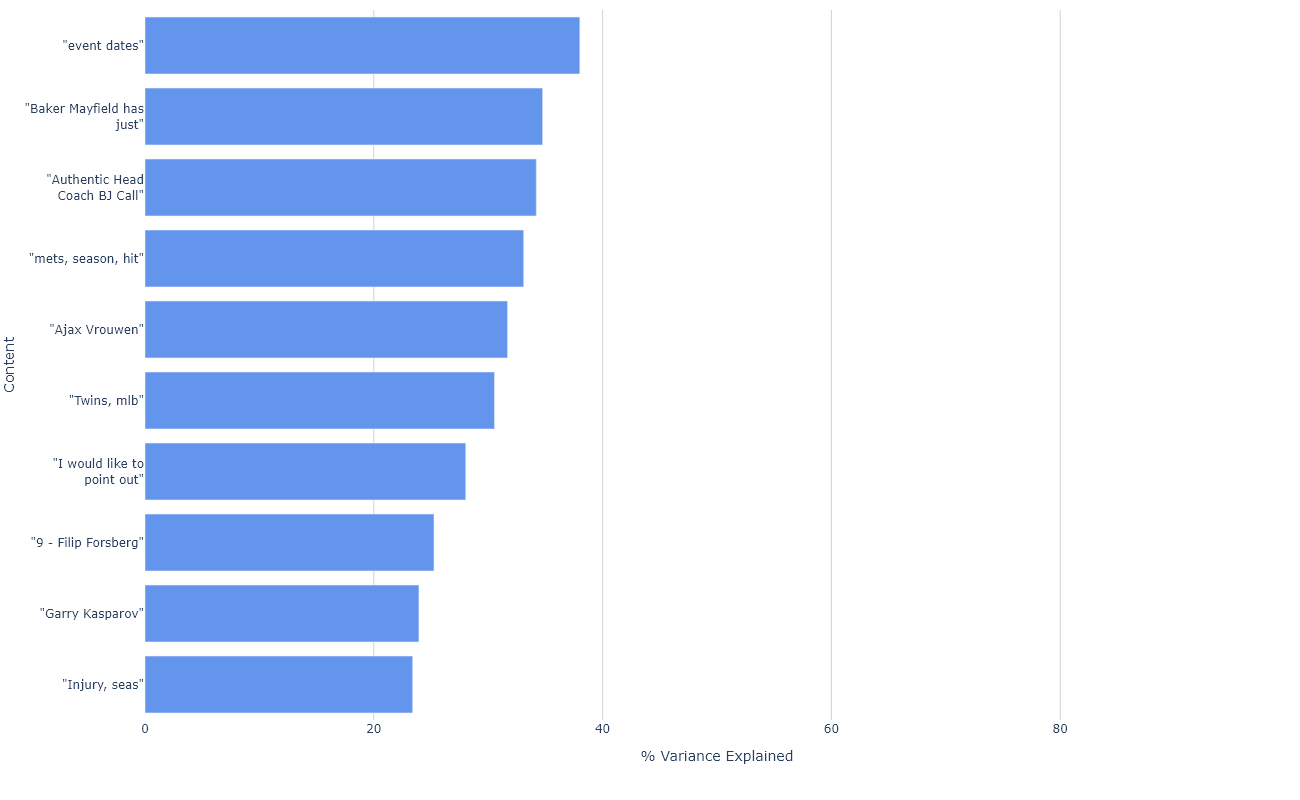 "event dates"
"Baker Mayfield has
just"
"Authentic Head
Coach BJ Call"
"mets, season, hit"
"Ajax Vrouwen"
"Twins, mlb"
"I would like to
point out"
"9 - Filip Forsberg"
"Garry Kasparov"
"Injury, seas"
Content
0 20 40 60 80
% Variance Explained